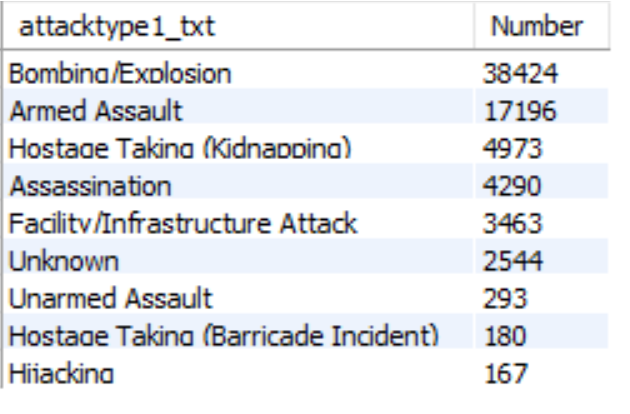 attacktype1_txt Number
Bombing/Explosion 38424
Armed Assault 17196
Hostage Taking (Kidnapping) 4973
Assassination 4290
Facility/Infrastructure Attack 3463
Unknown 2544
Unarmed Assault 293
Hostage Taking (Barricade Incident) 180
Hijacking 167